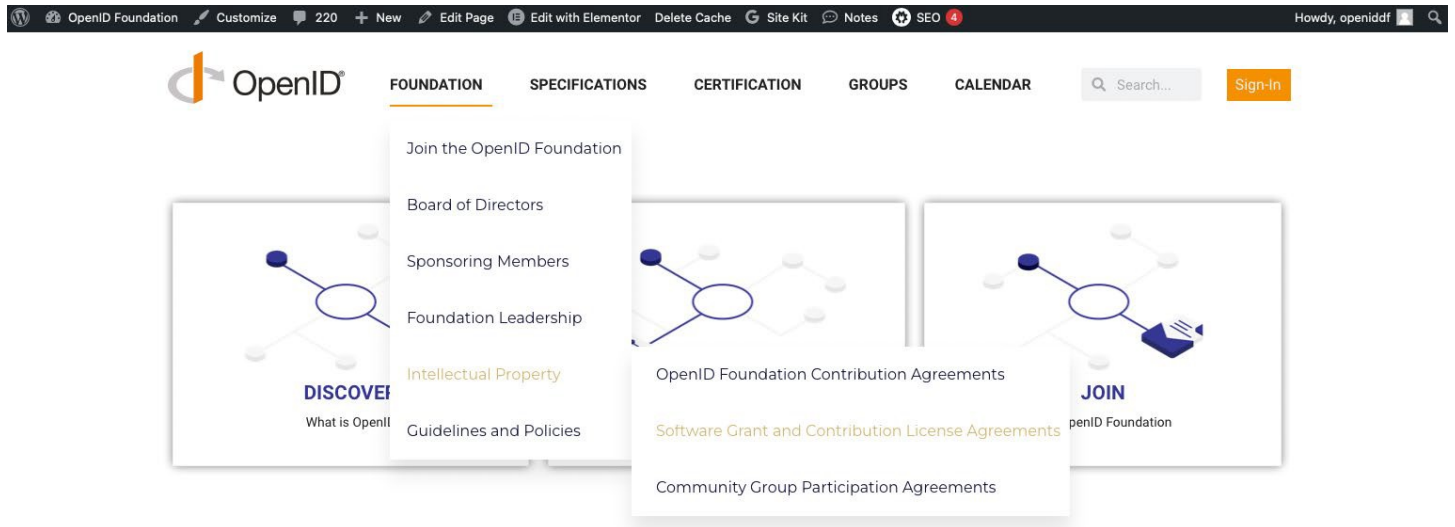 OpenID Foundation Customize 220 + New Edit Page Edit with Elementor Delete Cache Site Kit Notes SEO 4 Howdy, openiddf
OpenID® FOUNDATION SPECIFICATIONS CERTIFICATION GROUPS CALENDAR Search... Sign-In
Join the OpenID Foundation
Board of Directors
Sponsoring Members
Foundation Leadership
Intellectual Property
Guidelines and Policies
OpenID Foundation Contribution Agreements
Software Grant and Contribution License Agreements
Community Group Participation Agreements
DISCOVER
What is OpenI
JOIN
penID Foundation